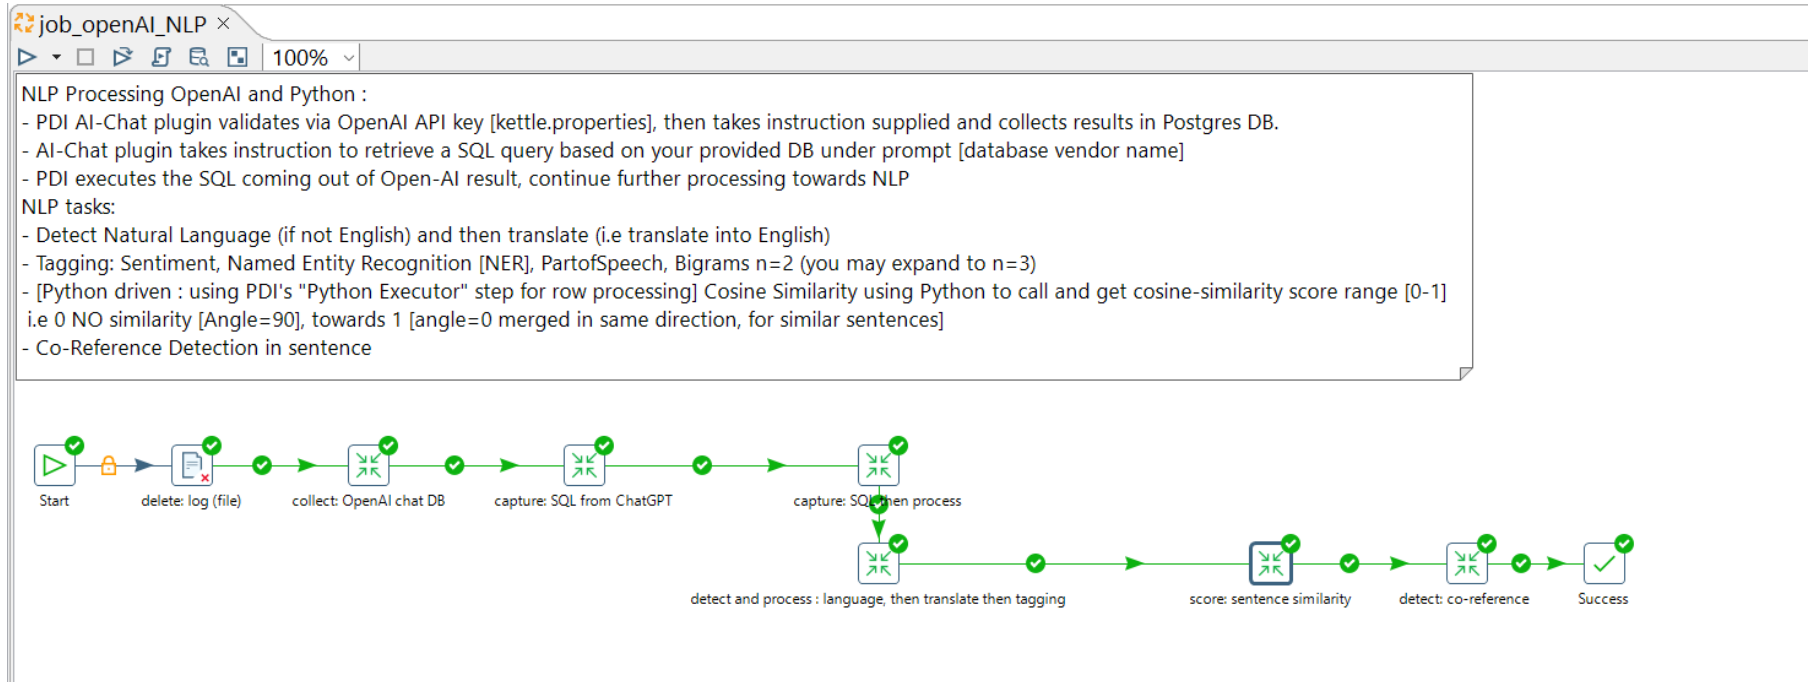 job_openAI_NLP
100%
NLP Processing OpenAI and Python :
- PDI AI-Chat plugin validates via OpenAI API key [kettle.properties], then takes instruction supplied and collects results in Postgres DB.
- AI-Chat plugin takes instruction to retrieve a SQL query based on your provided DB under prompt [database vendor name]
- PDI executes the SQL coming out of Open-AI result, continue further processing towards NLP
NLP tasks:
- Detect Natural Language (if not English) and then translate (i.e translate into English)
- Tagging: Sentiment, Named Entity Recognition [NER], PartofSpeech, Bigrams n=2 (you may expand to n=3)
- [Python driven : using PDI's "Python Executor" step for row processing] Cosine Similarity using Python to call and get cosine-similarity score range [0-1]
i.e 0 NO similarity [Angle=90], towards 1 [angle=0 merged in same direction, for similar sentences]
- Co-Reference Detection in sentence
Start
delete: log (file)
collect: OpenAI chat DB
capture: SQL from ChatGPT
capture: SQL then process
detect and process : language, then translate then tagging
score: sentence similarity
detect: co-reference
Success